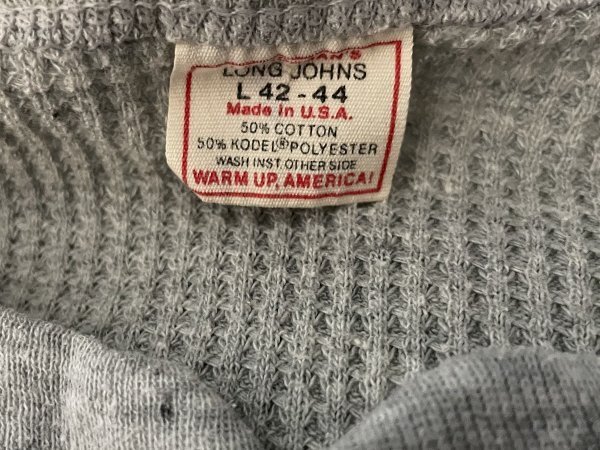 LONG JOHNS
L 42-44
Made in U.S.A.
50% COTTON
50% KODEL® POLYESTER
WASH INST. OTHER SIDE
WARM UP, AMERICA!